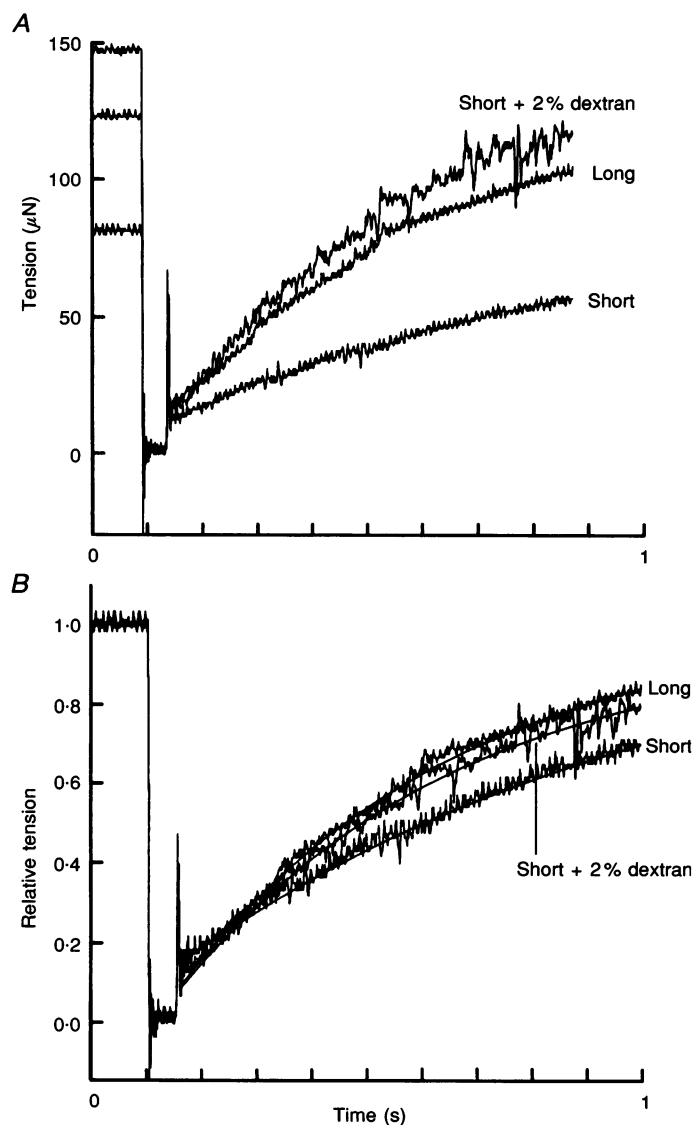 A
150
Short + 2% dextran
100
Long
Tension (μN)
50
Short
0
0
1
B
1·0
Long
0·8
Short
0·6
Relative tension
0·4
Short + 2% dextran
0·2
0·0
0
1
Time (s)